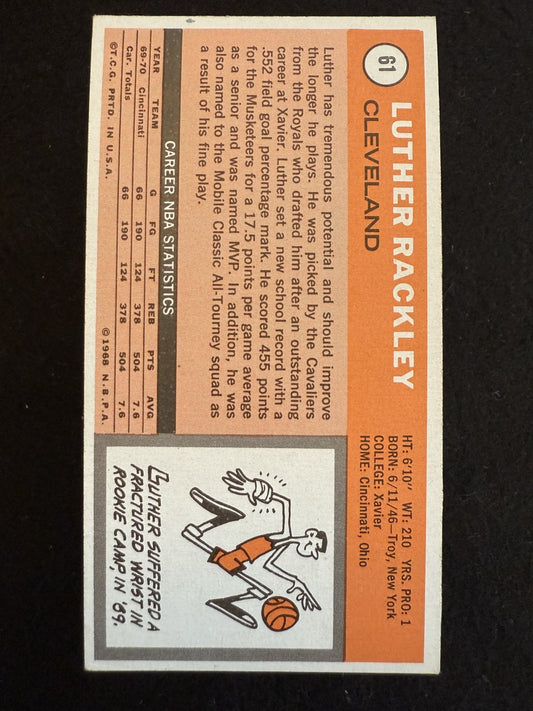 61
LUTHER RACKLEY
CLEVELAND
HT: 6'10" WT: 210 YRS. PRO: 1
BORN: 6/11/46—Troy, New York
COLLEGE: Xavier
HOME: Cincinnati, Ohio
Luther has tremendous potential and should improve
the longer he plays. He was picked by the Cavaliers
from the Royals who drafted him after an outstanding
career at Xavier. Luther set a new school record with a
.552 field goal percentage mark. He scored 455 points
for the Musketeers for a 17.5 points per game average
as a senior and was named MVP. In addition, he was
also named to the Mobile Classic All-Tourney squad as
a result of his fine play.
CAREER NBA STATISTICS
YEAR TEAM G FG FT REB PTS AVG
69-70 Cincinnati 66 190 124 378 504 7.6
Car. Totals 66 190 124 378 504 7.6
©T.C.G. PRTD. IN U.S.A. ©1968 N.B.P.A.
LUTHER SUFFERED A
FRACTURED WRIST IN
ROOKIE CAMP, IN '69.